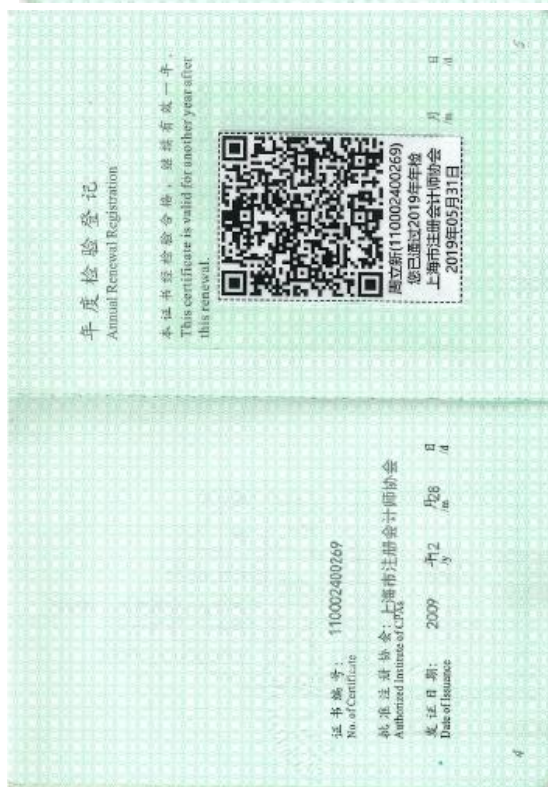 年度检验登记
Annual Renewal Registration
本证书经检验合格，继续有效一年。
This certificate is valid for another year after
this renewal.
周立新(110002400269)
您已通过2019年年检
上海市注册会计师协会
2019年05月31日
月 日
/m /d
5
证书编号： 110002400269
No. of Certificate
批准注册协会：上海市注册会计师协会
Authorized Institute of CPAs
发证日期： 2009 年12 月28 日
Date of Issuance /y /m /d
4